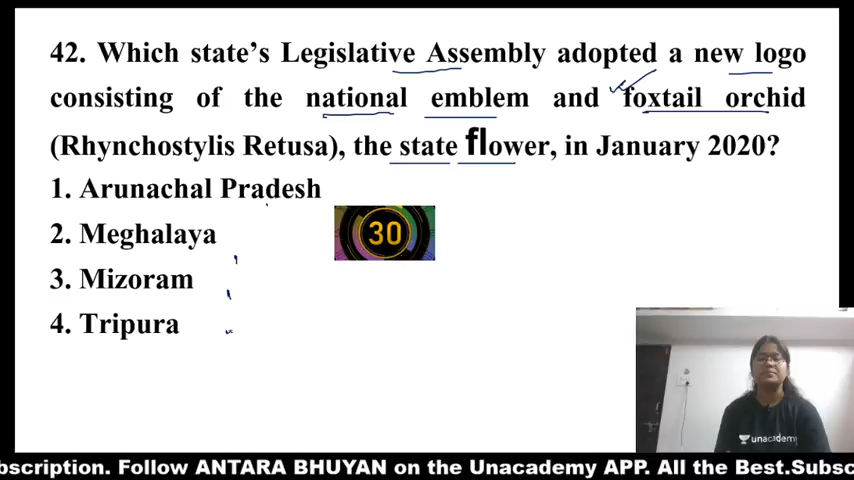 42. Which state's Legislative Assembly adopted a new logo
consisting of the national emblem and foxtail orchid
(Rhynchostylis Retusa), the state flower, in January 2020?
1. Arunachal Pradesh
2. Meghalaya
30
3. Mizoram
4. Tripura
unacademy
bscription. Follow ANTARA BHUYAN on the Unacademy APP. All the Best.Subsc